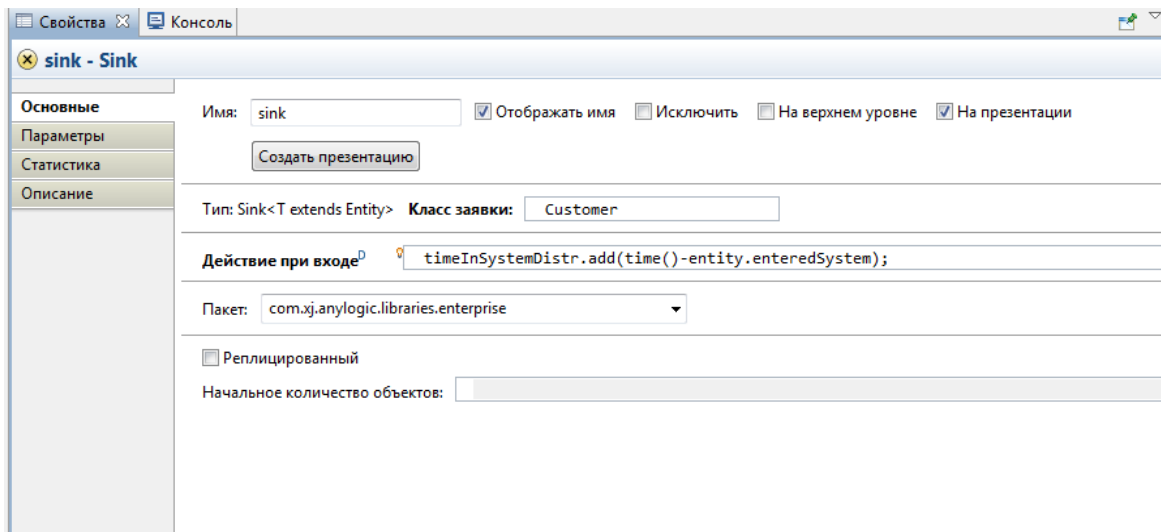 Свойства Консоль
sink - Sink
Основные
Параметры
Статистика
Описание
Имя: sink Отображать имя Исключить На верхнем уровне На презентации
Создать презентацию
Тип: Sink<T extends Entity> Класс заявки: Customer
Действие при входе D timeInSystemDistr.add(time()-entity.enteredSystem);
Пакет: com.xj.anylogic.libraries.enterprise
Реплицированный
Начальное количество объектов: